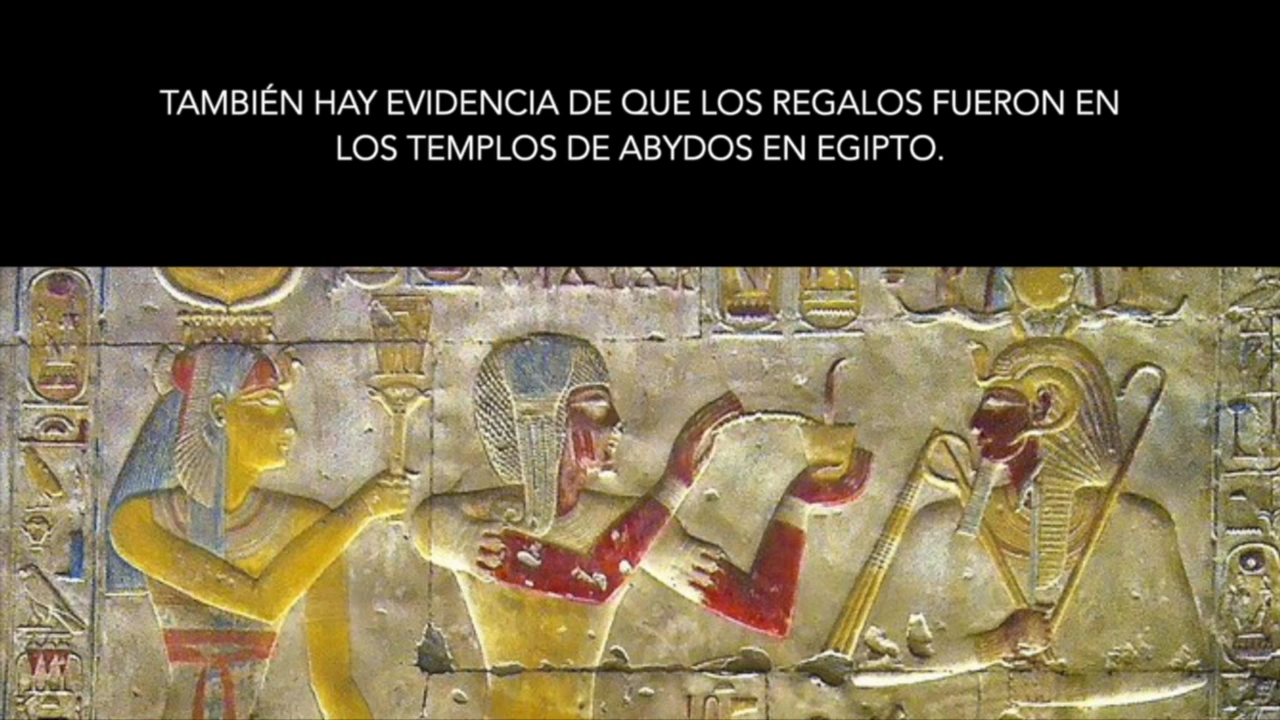 TAMBIÉN HAY EVIDENCIA DE QUE LOS REGALOS FUERON EN
LOS TEMPLOS DE ABYDOS EN EGIPTO.